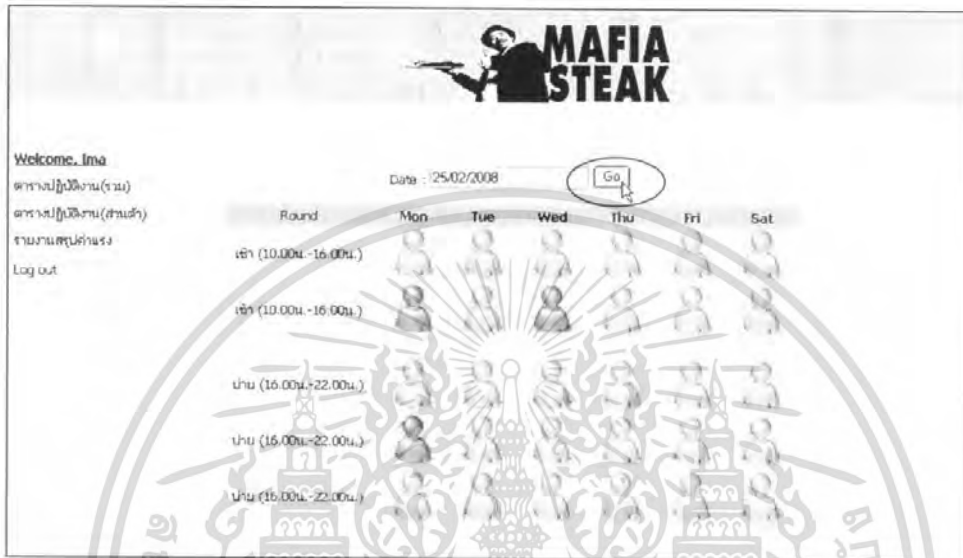 MAFIA
STEAK
Welcome, Ima
ตารางปฏิบัติงาน(รวม)
ตารางปฏิบัติงาน(ส่วนตัว)
รายงานสรุปค่าแรง
Log out
Date : 25/02/2008 Go
Round Mon Tue Wed Thu Fri Sat
เช้า (10.00น.-16.00น.)
เช้า (10.00น.-16.00น.)
บ่าย (16.00น.-22.00น.)
บ่าย (16.00น.-22.00น.)
บ่าย (16.00น.-22.00น.)